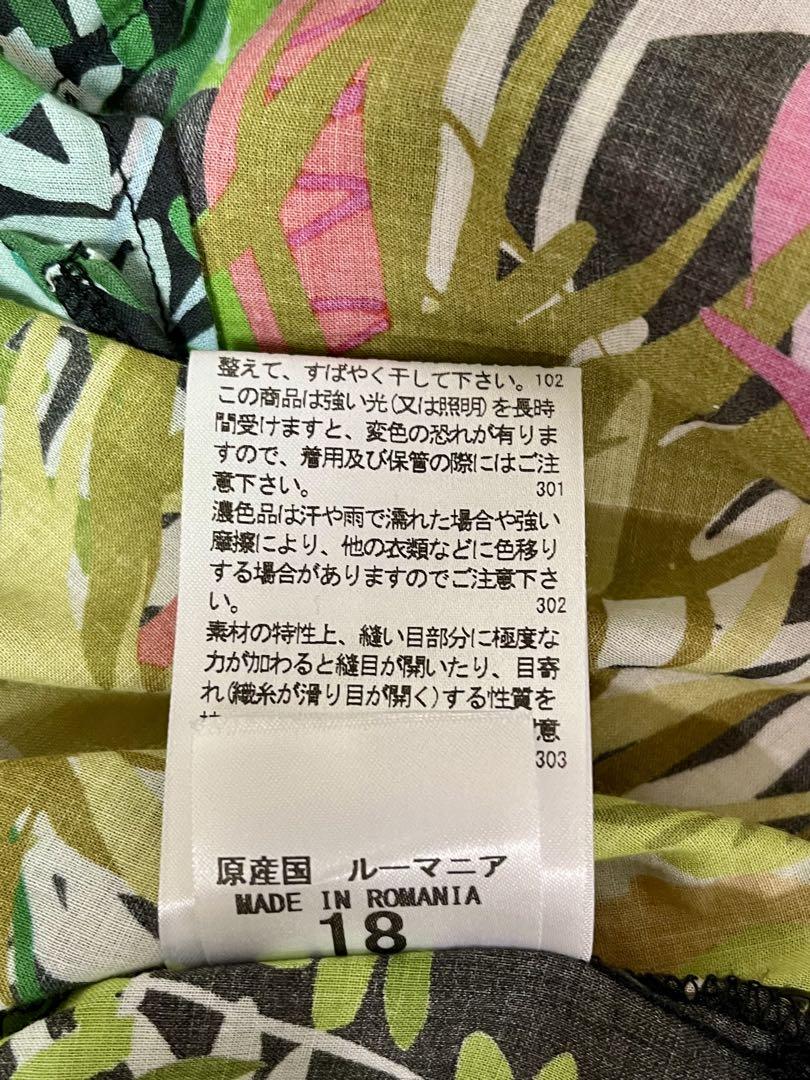 整えて、すばやく干して下さい。102
この商品は強い光(又は照明)を長時
間受けますと、変色の恐れが有りま
すので、着用及び保管の際にはご注
意下さい。 301
濃色品は汗や雨で濡れた場合や強い
摩擦により、他の衣類などに色移り
する場合がありますのでご注意下さ
い。 302
素材の特性上、縫い目部分に極度な
力が加わると縫目が開いたり、目寄
れ(織糸が滑り目が開く)する性質を
意
303
原産国 ルーマニア
MADE IN ROMANIA
18